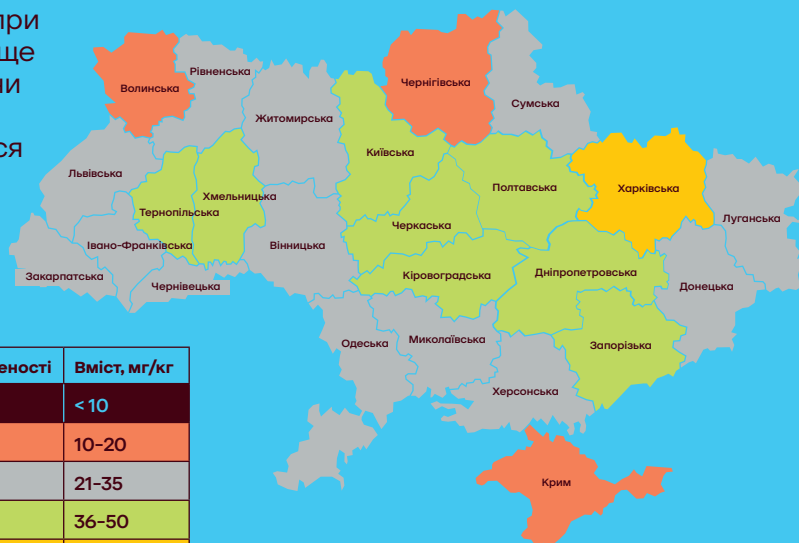 при
ще
ся
Волинська
Рівненська
Житомирська
Чернігівська
Сумська
Київська
Львівська
Тернопільська
Хмельницька
Полтавська
Харківська
Луганська
Черкаська
Івано-Франківська
Вінницька
Закарпатська
Чернівецька
Кіровоградська
Дніпропетровська
Донецька
Одеська
Миколаївська
Запорізька
Херсонська
Крим
еності Вміст, мг/кг
< 10
10-20
21-35
36-50